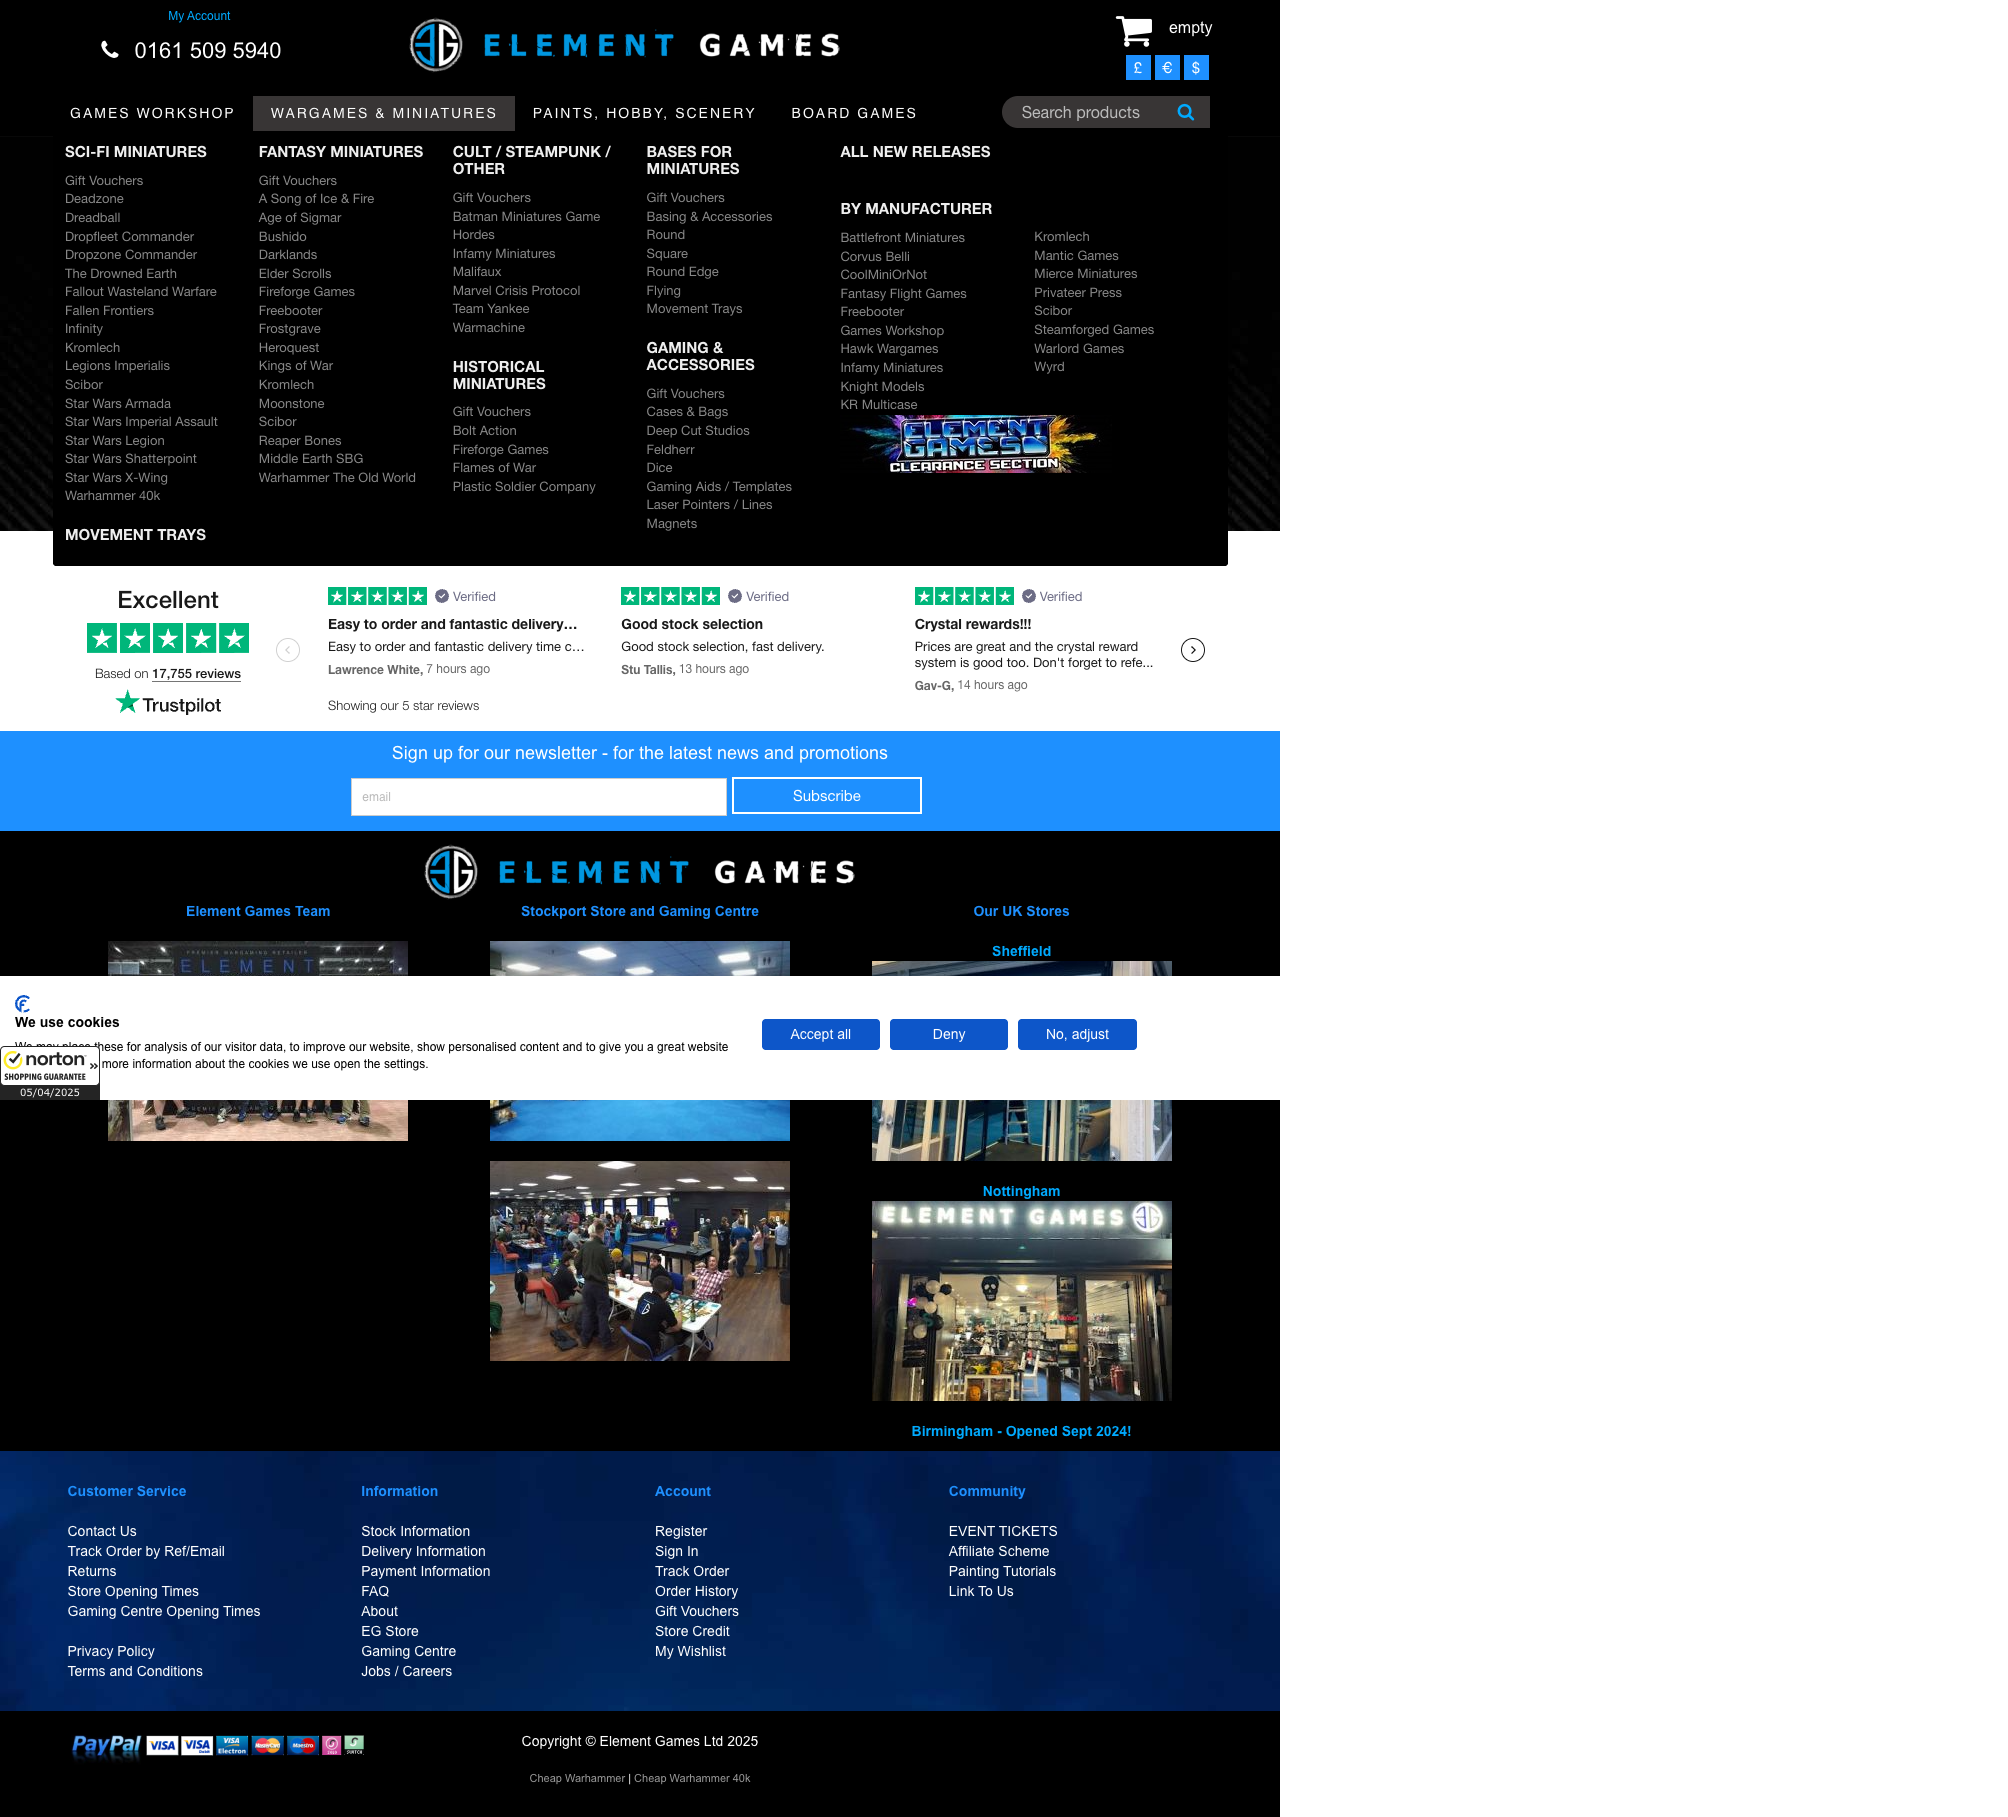 My Account
0161 509 5940
ELEMENT GAMES
empty
£ € $
GAMES WORKSHOP
WARGAMES & MINIATURES
PAINTS, HOBBY, SCENERY
BOARD GAMES
Search products
SCI-FI MINIATURES
Gift Vouchers
Deadzone
Dreadball
Dropfleet Commander
Dropzone Commander
The Drowned Earth
Fallout Wasteland Warfare
Fallen Frontiers
Infinity
Kromlech
Legions Imperialis
Scibor
Star Wars Armada
Star Wars Imperial Assault
Star Wars Legion
Star Wars Shatterpoint
Star Wars X-Wing
Warhammer 40k
MOVEMENT TRAYS
FANTASY MINIATURES
Gift Vouchers
A Song of Ice & Fire
Age of Sigmar
Bushido
Darklands
Elder Scrolls
Fireforge Games
Freebooter
Frostgrave
Heroquest
Kings of War
Kromlech
Moonstone
Scibor
Reaper Bones
Middle Earth SBG
Warhammer The Old World
CULT / STEAMPUNK /
OTHER
Gift Vouchers
Batman Miniatures Game
Hordes
Infamy Miniatures
Malifaux
Marvel Crisis Protocol
Team Yankee
Warmachine
HISTORICAL
MINIATURES
Gift Vouchers
Bolt Action
Fireforge Games
Flames of War
Plastic Soldier Company
BASES FOR
MINIATURES
Gift Vouchers
Basing & Accessories
Round
Square
Round Edge
Flying
Movement Trays
GAMING &
ACCESSORIES
Gift Vouchers
Cases & Bags
Deep Cut Studios
Feldherr
Dice
Gaming Aids / Templates
Laser Pointers / Lines
Magnets
ALL NEW RELEASES
BY MANUFACTURER
Battlefront Miniatures
Corvus Belli
CoolMiniOrNot
Fantasy Flight Games
Freebooter
Games Workshop
Hawk Wargames
Infamy Miniatures
Knight Models
KR Multicase
Kromlech
Mantic Games
Mierce Miniatures
Privateer Press
Scibor
Steamforged Games
Warlord Games
Wyrd
ELEMENT
GAMES
CLEARANCE SECTION
Excellent
Based on 17,755 reviews
Trustpilot
Verified
Easy to order and fantastic delivery…
Easy to order and fantastic delivery time c…
Lawrence White, 7 hours ago
Verified
Good stock selection
Good stock selection, fast delivery.
Stu Tallis, 13 hours ago
Verified
Crystal rewards!!!
Prices are great and the crystal reward
system is good too. Don't forget to refe...
Gav-G, 14 hours ago
Showing our 5 star reviews
Sign up for our newsletter - for the latest news and promotions
email
Subscribe
ELEMENT GAMES
Element Games Team
Stockport Store and Gaming Centre
Our UK Stores
Sheffield
PREMIER WARGAMING RETAILER
ELEMENT
We use cookies
these for analysis of our visitor data, to improve our website, show personalised content and to give you a great website
more information about the cookies we use open the settings.
Accept all
Deny
No, adjust
norton
SHOPPING GUARANTEE
05/04/2025
Nottingham
ELEMENT GAMES
Birmingham - Opened Sept 2024!
Customer Service
Contact Us
Track Order by Ref/Email
Returns
Store Opening Times
Gaming Centre Opening Times
Privacy Policy
Terms and Conditions
Information
Stock Information
Delivery Information
Payment Information
FAQ
About
EG Store
Gaming Centre
Jobs / Careers
Account
Register
Sign In
Track Order
Order History
Gift Vouchers
Store Credit
My Wishlist
Community
EVENT TICKETS
Affiliate Scheme
Painting Tutorials
Link To Us
PayPal VISA VISA Debit VISA Electron MasterCard Maestro SOLO SWITCH
Copyright © Element Games Ltd 2025
Cheap Warhammer | Cheap Warhammer 40k